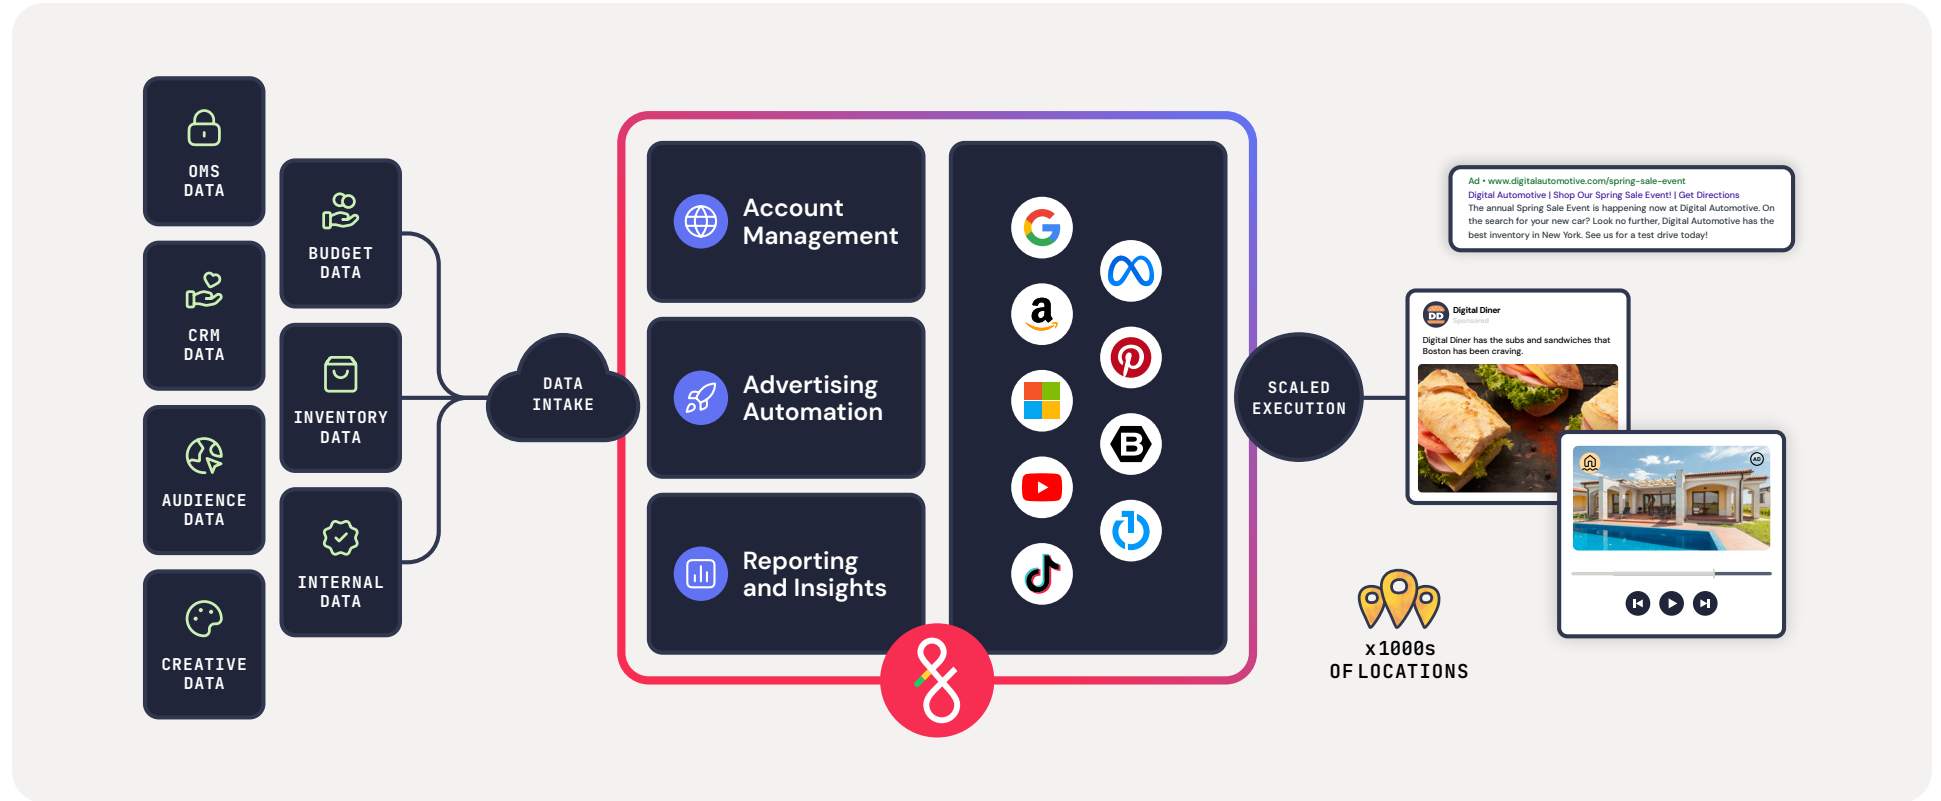 OMS
DATA
CRM
DATA
AUDIENCE
DATA
CREATIVE
DATA
BUDGET
DATA
INVENTORY
DATA
INTERNAL
DATA
DATA
INTAKE
Account
Management
Advertising
Automation
Reporting
and Insights
a
B
SCALED
EXECUTION
Ad • www.digitalautomotive.com/spring-sale-event
Digital Automotive | Shop Our Spring Sale Event! | Get Directions
The annual Spring Sale Event is happening now at Digital Automotive. On
the search for your new car? Look no further, Digital Automotive has the
best inventory in New York. See us for a test drive today!
DD
Digital Diner
Sponsored
Digital Diner has the subs and sandwiches that
Boston has been craving.
AD
x1000s
OF LOCATIONS